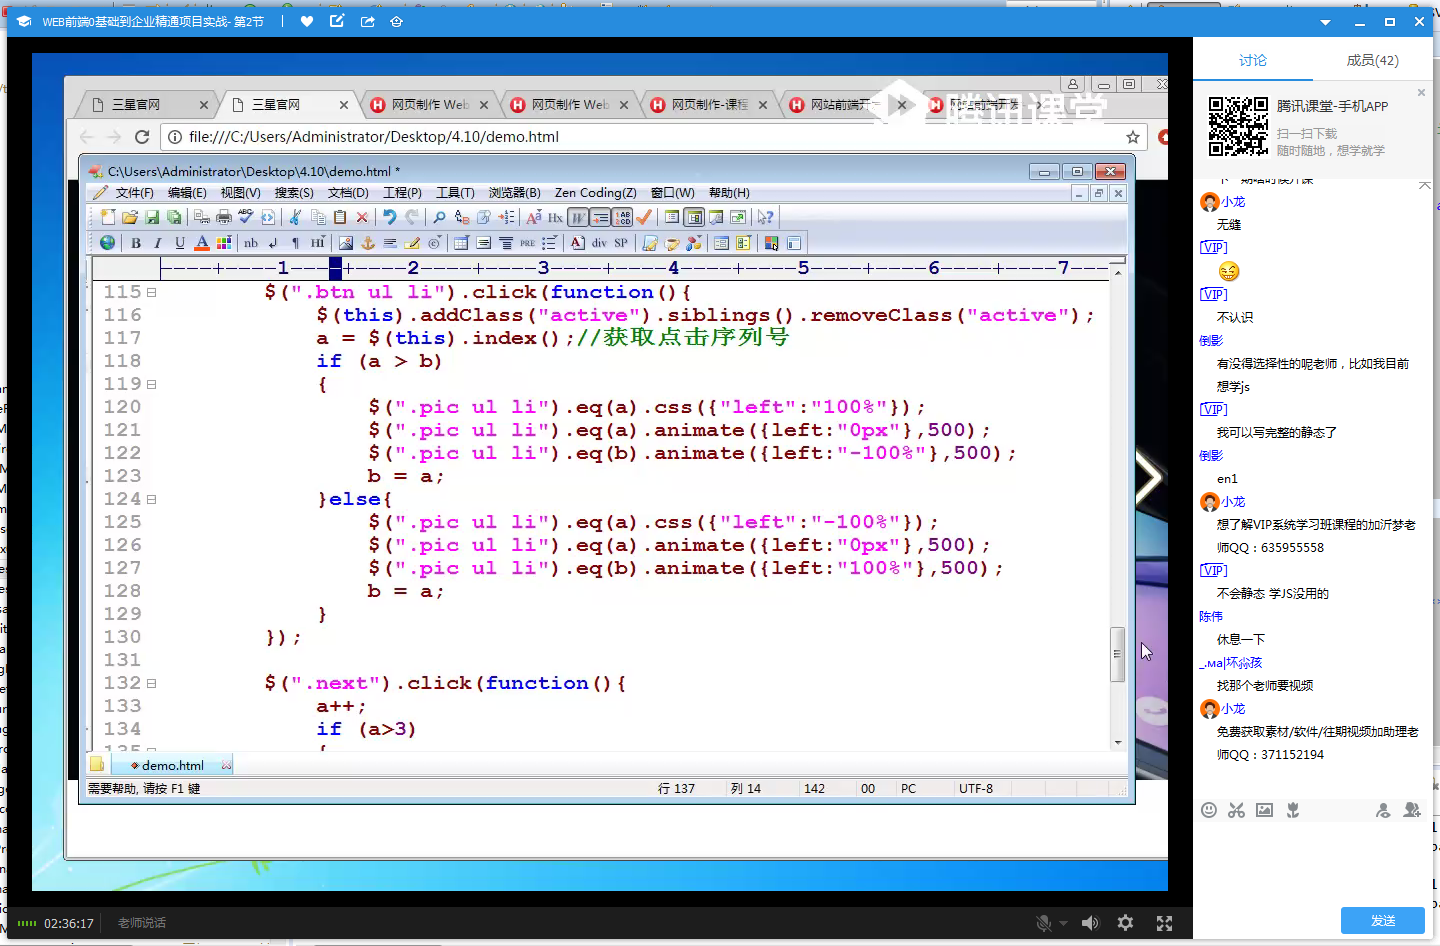 WEB前端0基础到企业精通项目实战- 第2节
讨论
成员(42)
腾讯课堂-手机APP
扫一扫下载
随时随地，想学就学
三星官网
三星官网
网页制作 Web
网页制作 Web
网页制作-课程
网站前端开
腾讯课堂
file:///C:/Users/Administrator/Desktop/4.10/demo.html
C:\Users\Administrator\Desktop\4.10\demo.html *
文件(F) 编辑(E) 视图(V) 搜索(S) 文档(D) 工程(P) 工具(T) 浏览器(B) Zen Coding(Z) 窗口(W) 帮助(H)
B I U A nb ¶ HI PRE A div SP
----+----1----+----2----+----3----+----4----+----5----+----6----+----7---
115 $(".btn ul li").click(function(){
116 $(this).addClass("active").siblings().removeClass("active");
117 a = $(this).index();//获取点击序列号
118 if (a > b)
119 {
120 $(".pic ul li").eq(a).css({"left":"100%"});
121 $(".pic ul li").eq(a).animate({left:"0px"},500);
122 $(".pic ul li").eq(b).animate({left:"-100%"},500);
123 b = a;
124 }else{
125 $(".pic ul li").eq(a).css({"left":"-100%"});
126 $(".pic ul li").eq(a).animate({left:"0px"},500);
127 $(".pic ul li").eq(b).animate({left:"100%"},500);
128 b = a;
129 }
130 });
131
132 $(".next").click(function(){
133 a++;
134 if (a>3)
135 {
demo.html
需要帮助, 请按 F1 键
行 137
列 14
142
00
PC
UTF-8
02:36:17
老师说话
小龙
无缝
[VIP]
[VIP]
不认识
倒影
有没得选择性的呢老师，比如我目前
想学js
[VIP]
我可以写完整的静态了
倒影
en1
小龙
想了解VIP系统学习班课程的加沂梦老
师QQ：635955558
[VIP]
不会静态 学JS没用的
陈伟
休息一下
找那个老师要视频
小龙
免费获取素材/软件/往期视频加助理老
师QQ：371152194
发送